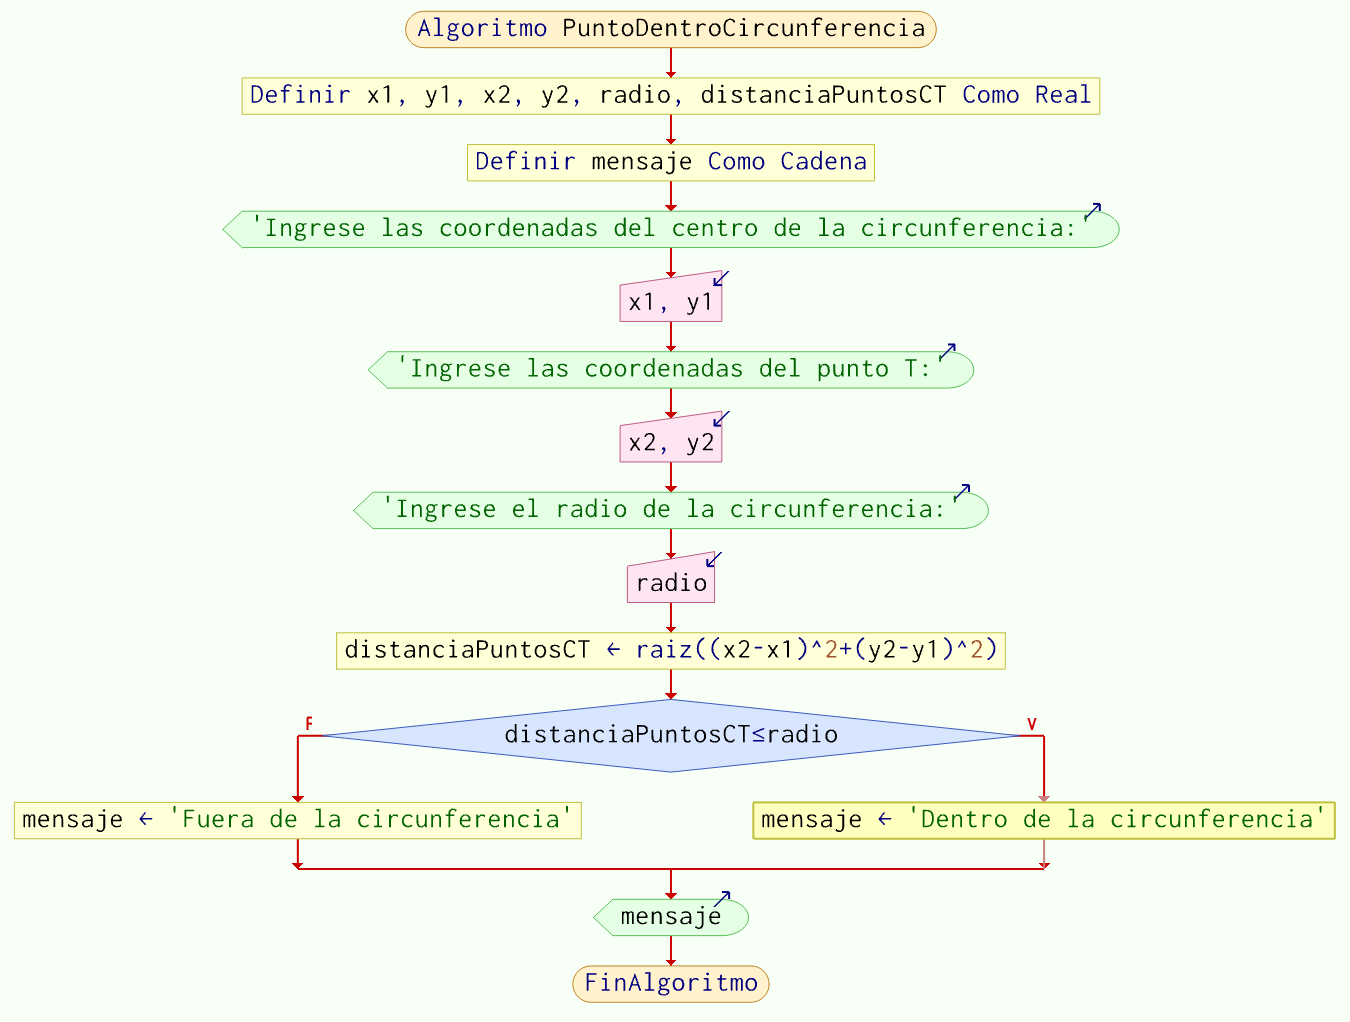 Algoritmo PuntoDentroCircunferencia
Definir x1, y1, x2, y2, radio, distanciaPuntosCT Como Real
Definir mensaje Como Cadena
'Ingrese las coordenadas del centro de la circunferencia:'
x1, y1
'Ingrese las coordenadas del punto T:'
x2, y2
'Ingrese el radio de la circunferencia:'
radio
distanciaPuntosCT ← raiz((x2-x1)^2+(y2-y1)^2)
F
distanciaPuntosCT≤radio
V
mensaje ← 'Fuera de la circunferencia'
mensaje ← 'Dentro de la circunferencia'
mensaje
FinAlgoritmo